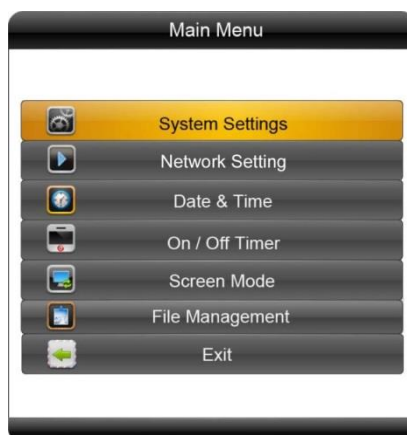 Main Menu
System Settings
Network Setting
Date & Time
On / Off Timer
Screen Mode
File Management
Exit